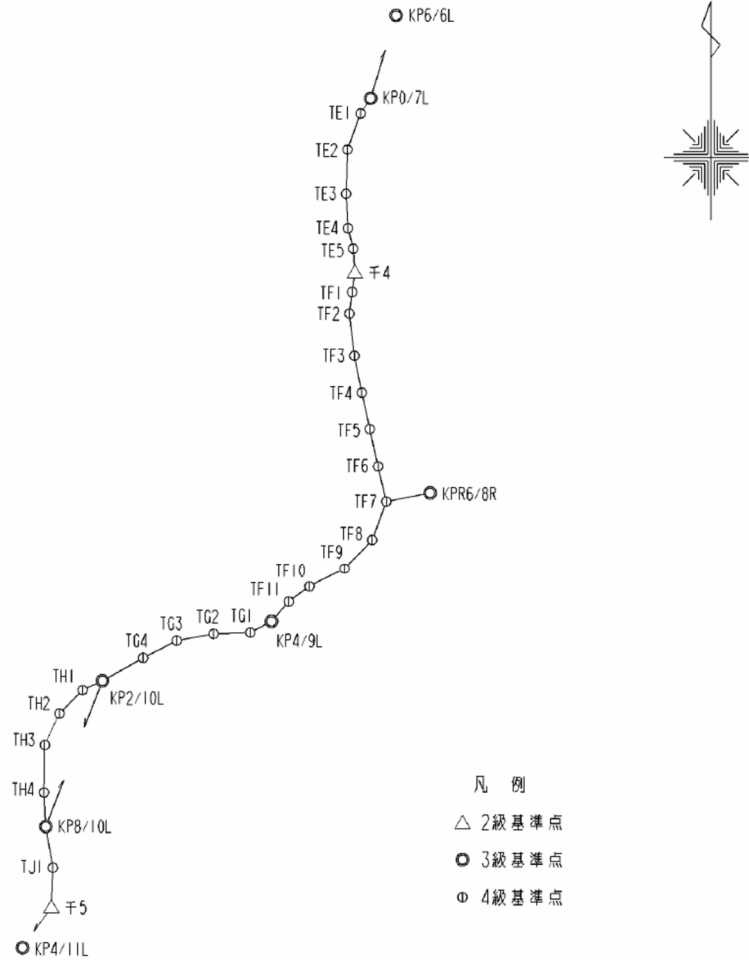 KP6/6L
KP0/7L
TE1
TE2
TE3
TE4
TE5
千4
TF1
TF2
TF3
TF4
TF5
TF6
TF7
KPR6/8R
TF8
TF9
TF10
TF11
KP4/9L
TG1
TG2
TG3
TG4
KP2/10L
TH1
TH2
TH3
TH4
KP8/10L
TJ1
千5
KP4/11L
凡 例
2級基準点
3級基準点
4級基準点